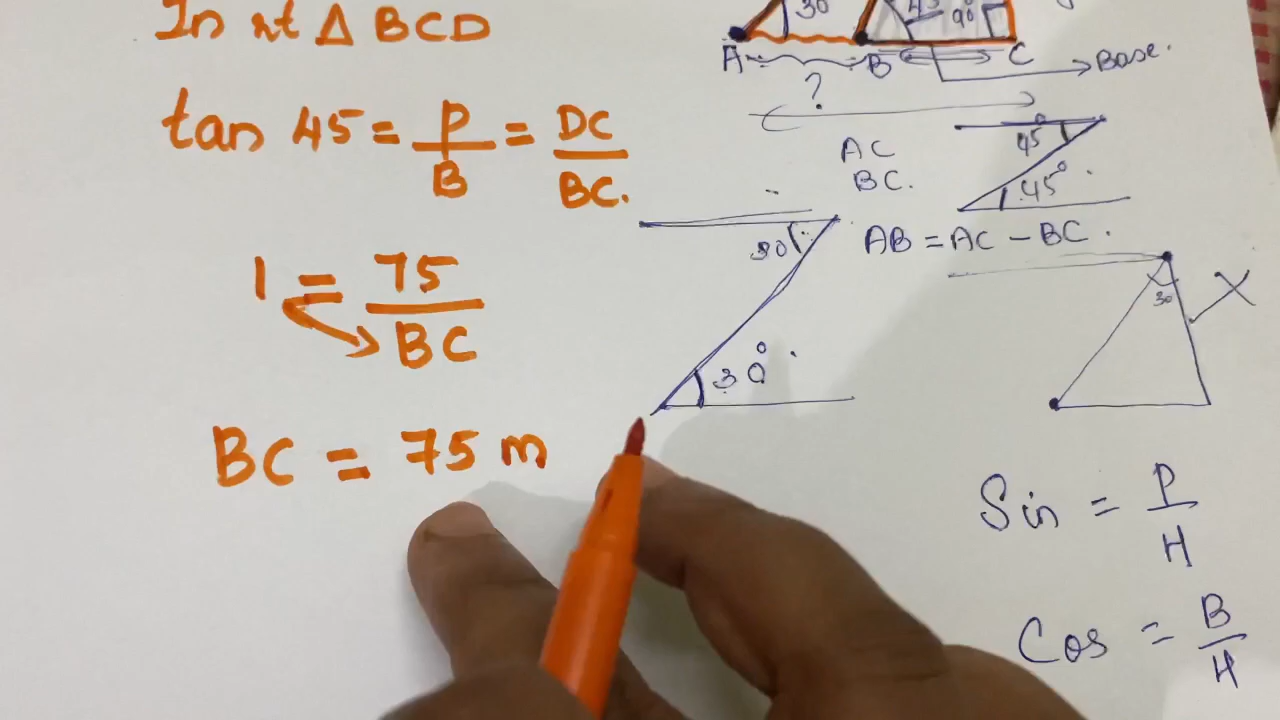 In rt Δ BCD
tan 45 = P/B = DC/BC.
1 = 75/BC
BC = 75 m
30
45
90°
A
B
C
Base.
?
AC
BC.
45°
45°
AB = AC - BC.
30
30°
30
X
Sin = P/H
Cos = B/H